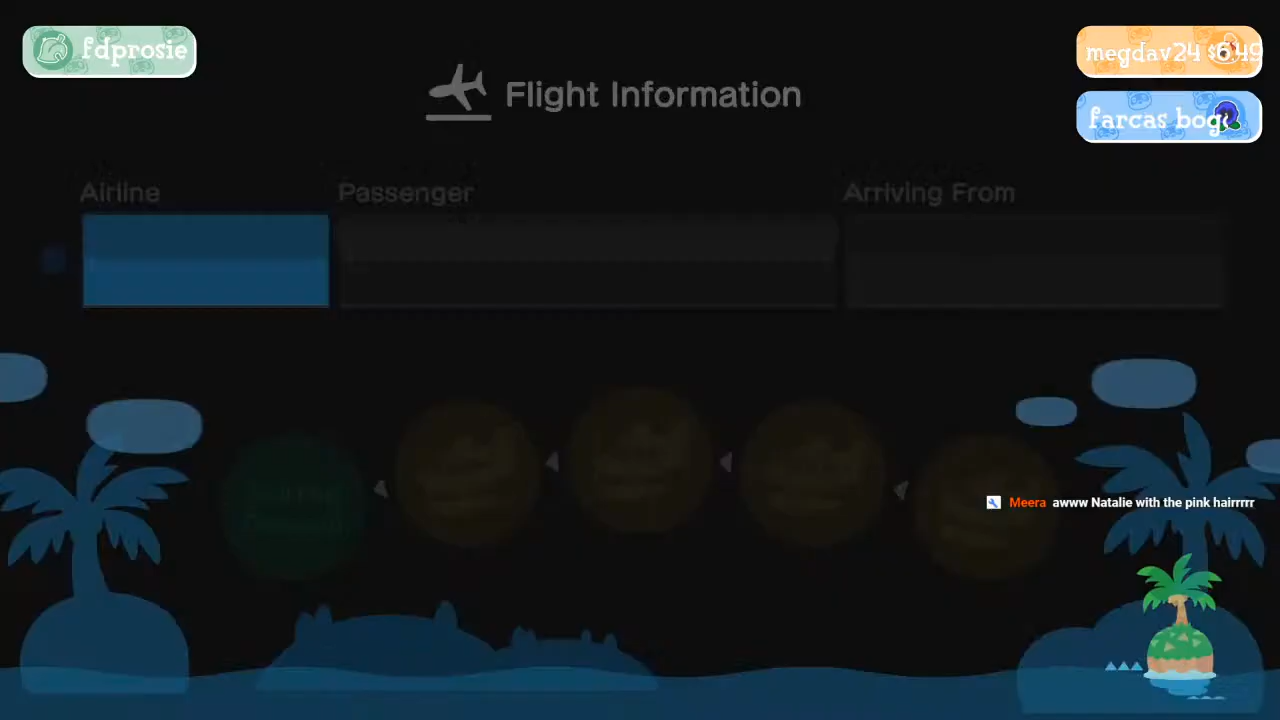 fdprosie
megdav24 $6.49
farcas bog
Flight Information
Airline
Passenger
Arriving From
Meera awww Natalie with the pink hairrrrr